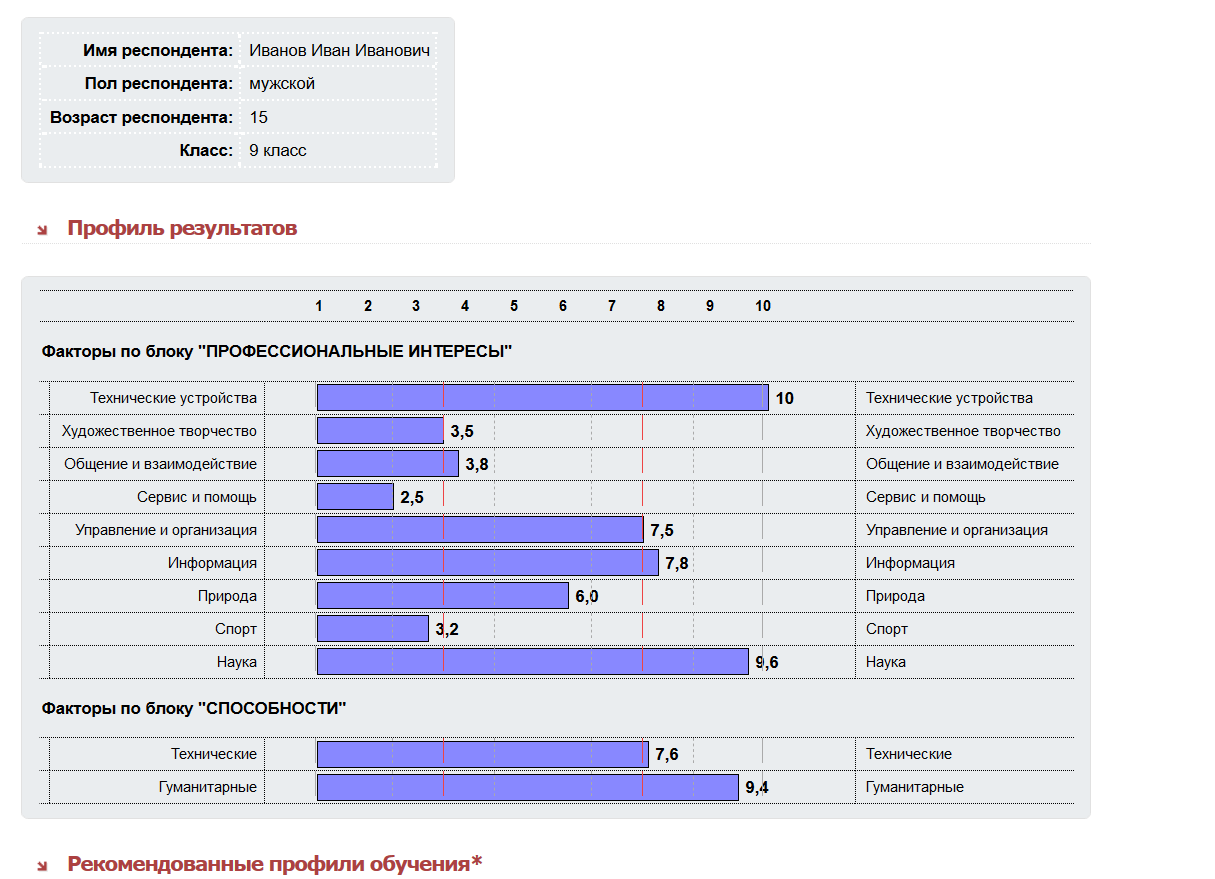 Имя респондента: Иванов Иван Иванович
Пол респондента: мужской
Возраст респондента: 15
Класс: 9 класс
Профиль результатов
1 2 3 4 5 6 7 8 9 10
Факторы по блоку "ПРОФЕССИОНАЛЬНЫЕ ИНТЕРЕСЫ"
Технические устройства 10 Технические устройства
Художественное творчество 3,5 Художественное творчество
Общение и взаимодействие 3,8 Общение и взаимодействие
Сервис и помощь 2,5 Сервис и помощь
Управление и организация 7,5 Управление и организация
Информация 7,8 Информация
Природа 6,0 Природа
Спорт 3,2 Спорт
Наука 9,6 Наука
Факторы по блоку "СПОСОБНОСТИ"
Технические 7,6 Технические
Гуманитарные 9,4 Гуманитарные
Рекомендованные профили обучения*